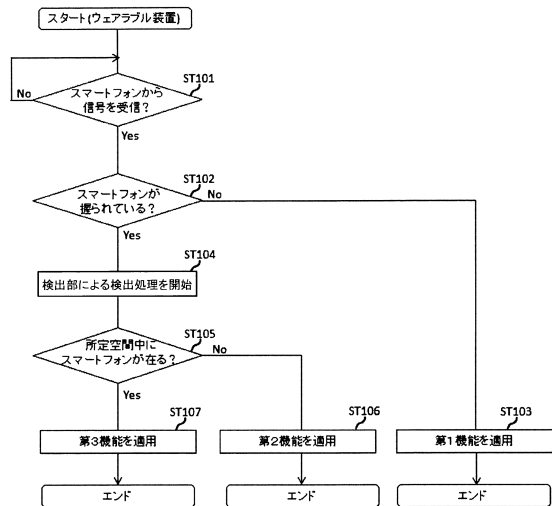 スタート(ウェアラブル装置)
ST101
スマートフォンから
信号を受信?
No
Yes
ST102
スマートフォンが
握られている?
No
Yes
ST104
検出部による検出処理を開始
ST105
所定空間中に
スマートフォンが在る?
No
Yes
ST107
第3機能を適用
ST106
第2機能を適用
ST103
第1機能を適用
エンド
エンド
エンド